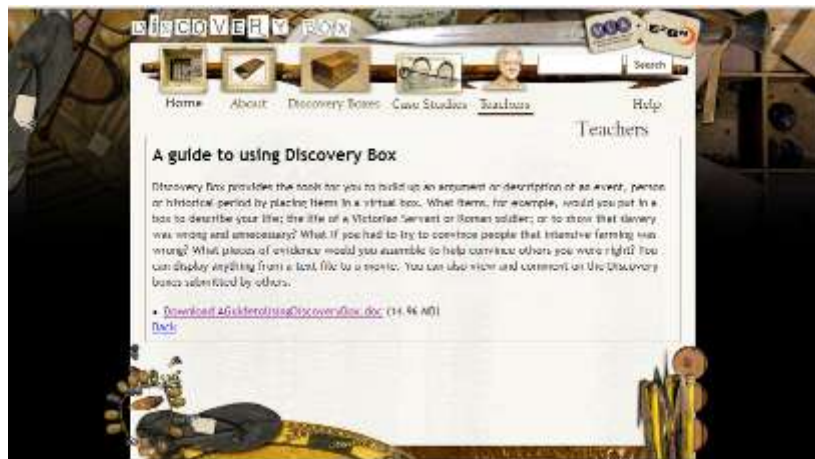 DiSCOVERY BOX
Search
Home About Discovery Boxes Case Studies Teachers Help
Teachers
A guide to using Discovery Box
Discovery Box provides the tools for you to build up an argument or description of an event, person
or historical period by placing items in a virtual box. What items, for example, would you put in a
box to describe your life; the life of a Victorian Servant or Roman soldier; or to show that slavery
was wrong and unnecessary? What if you had to try to convince people that intensive farming was
wrong? What pieces of evidence would you assemble to help convince others you were right? You
can display anything from a text file to a movie. You can also view and comment on the Discovery
boxes submitted by others.
Download AGuidetoUsingDiscoveryBox.doc
Back